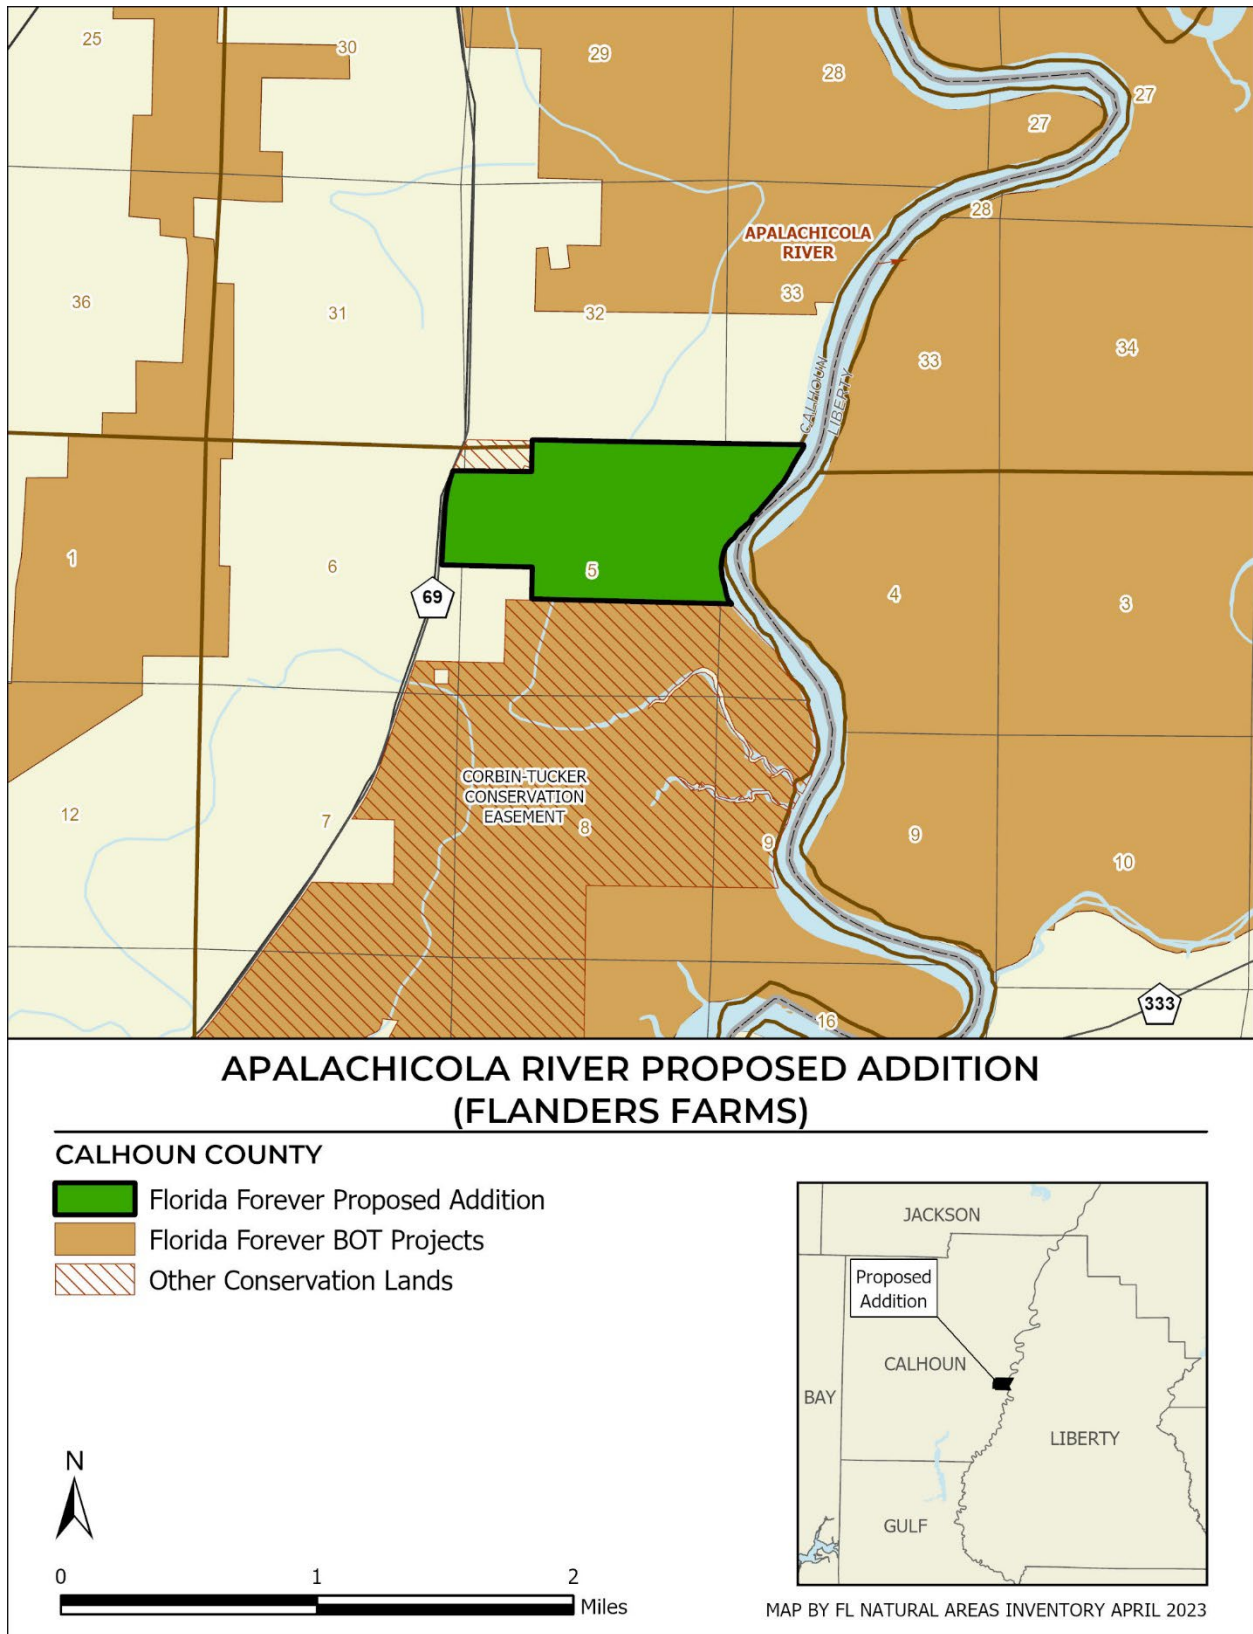 25
30
29
28
27
27
28
APALACHICOLA
RIVER
36
31
32
33
33
34
CALHOUN
LIBERTY
1
6
5
4
3
69
CORBIN-TUCKER
CONSERVATION
EASEMENT
12
7
8
9
9
10
16
333
APALACHICOLA RIVER PROPOSED ADDITION
(FLANDERS FARMS)
CALHOUN COUNTY
Florida Forever Proposed Addition
Florida Forever BOT Projects
Other Conservation Lands
N
0 1 2
Miles
JACKSON
Proposed
Addition
CALHOUN
BAY
LIBERTY
GULF
MAP BY FL NATURAL AREAS INVENTORY APRIL 2023